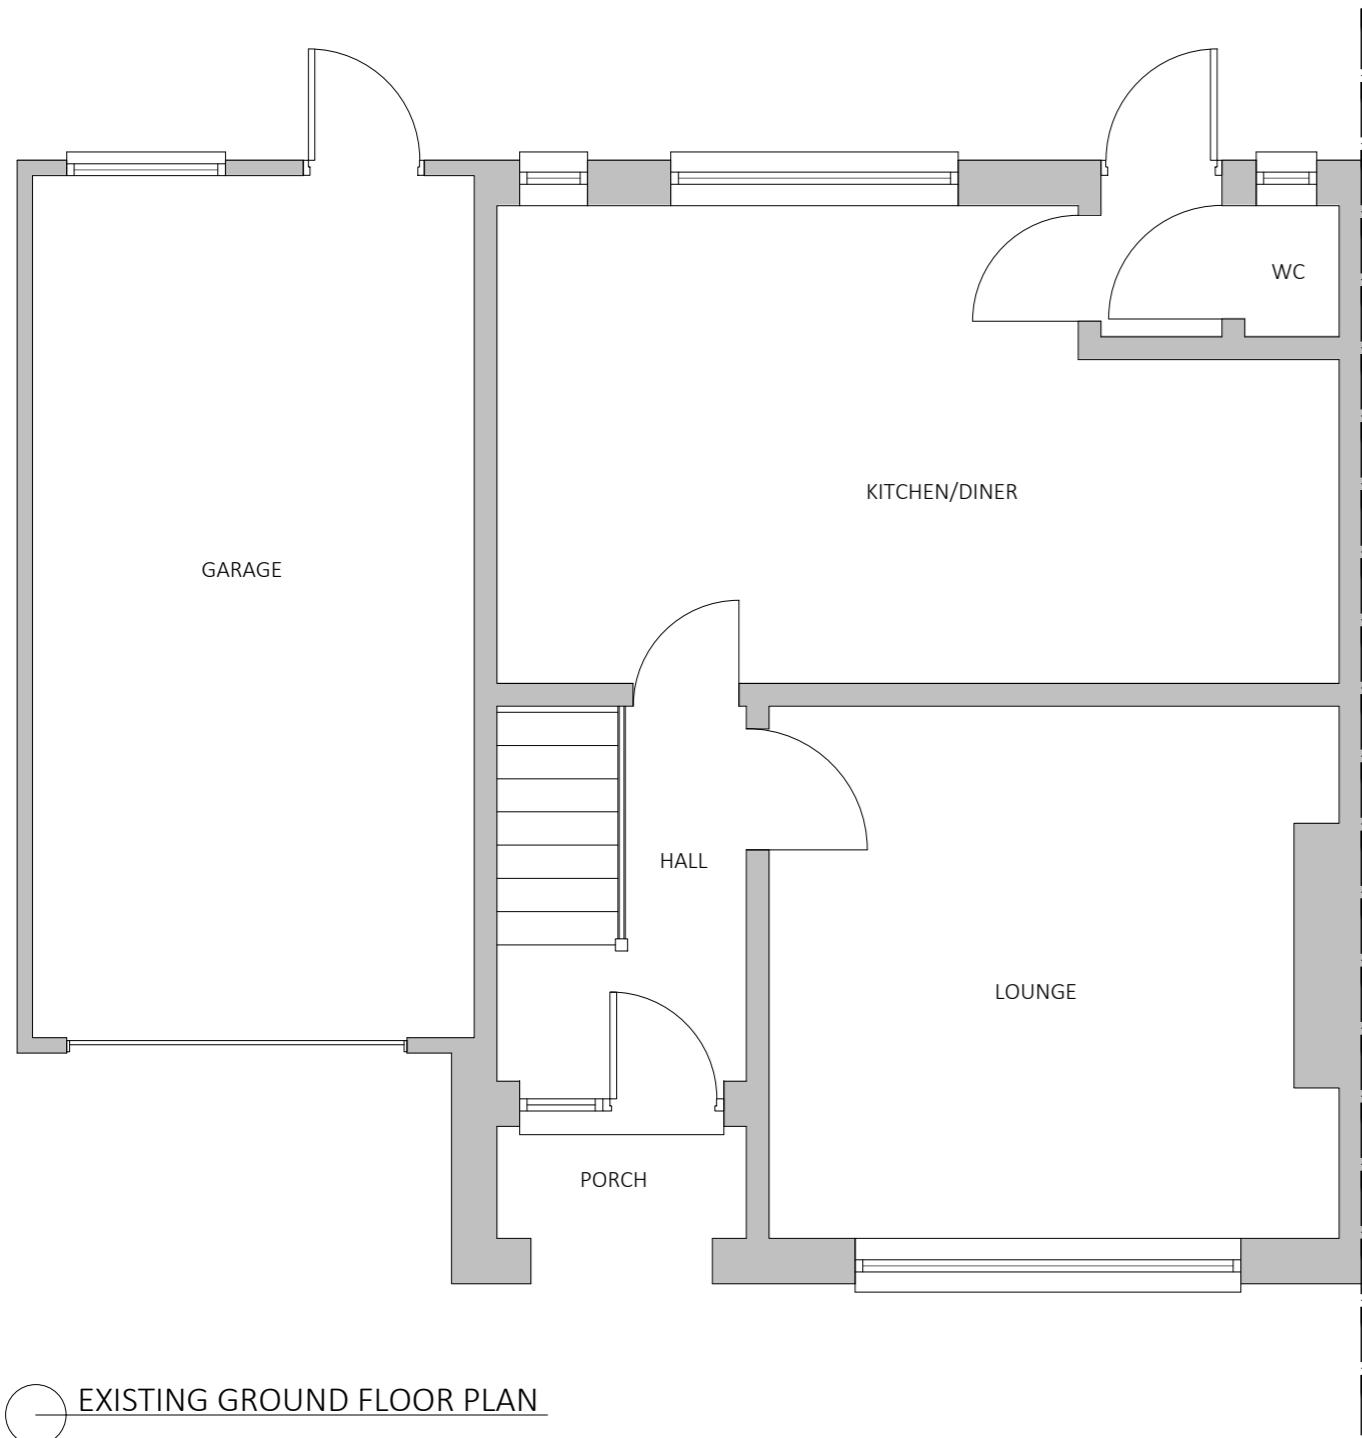 WC
KITCHEN/DINER
GARAGE
HALL
LOUNGE
PORCH
EXISTING GROUND FLOOR PLAN